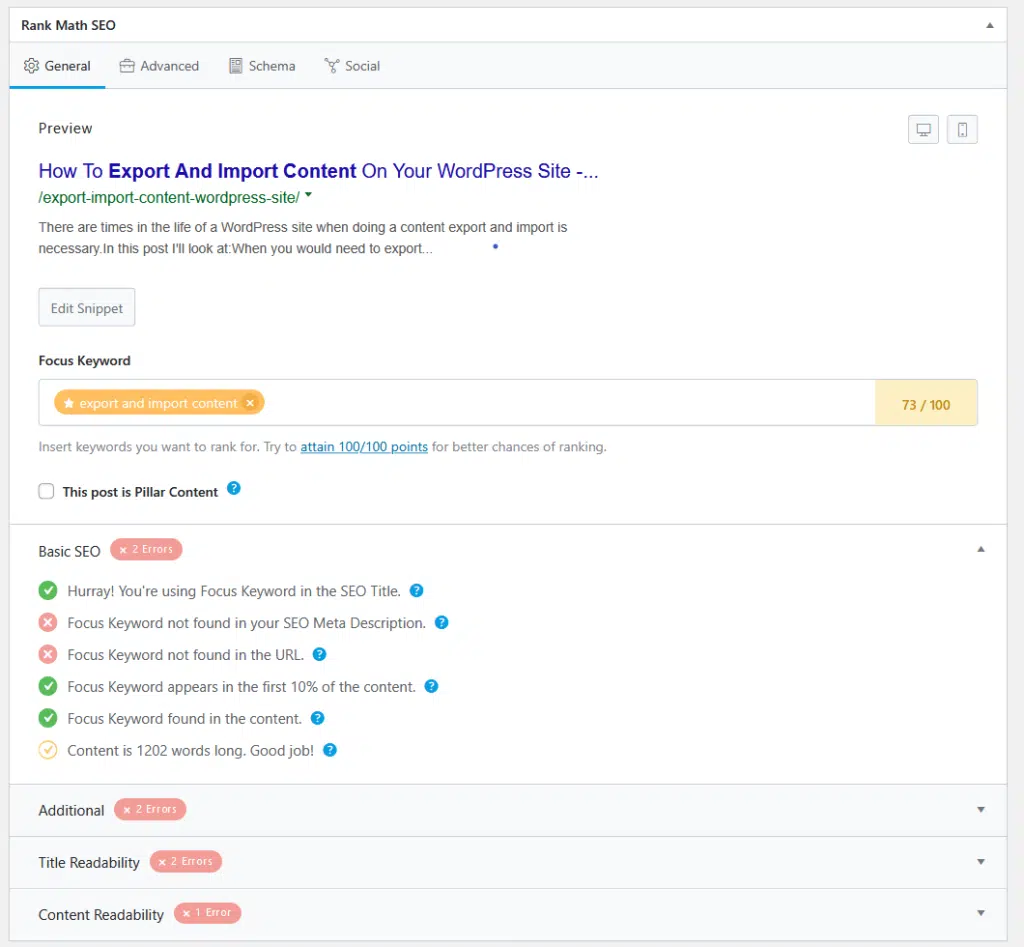 Rank Math SEO
General Advanced Schema Social
Preview
How To Export And Import Content On Your WordPress Site -...
/export-import-content-wordpress-site/
There are times in the life of a WordPress site when doing a content export and import is
necessary.In this post I'll look at:When you would need to export...
Edit Snippet
Focus Keyword
export and import content
73 / 100
Insert keywords you want to rank for. Try to attain 100/100 points for better chances of ranking.
This post is Pillar Content ?
Basic SEO × 2 Errors
Hurray! You're using Focus Keyword in the SEO Title. ?
Focus Keyword not found in your SEO Meta Description. ?
Focus Keyword not found in the URL. ?
Focus Keyword appears in the first 10% of the content. ?
Focus Keyword found in the content. ?
Content is 1202 words long. Good job! ?
Additional × 2 Errors
Title Readability × 2 Errors
Content Readability × 1 Error